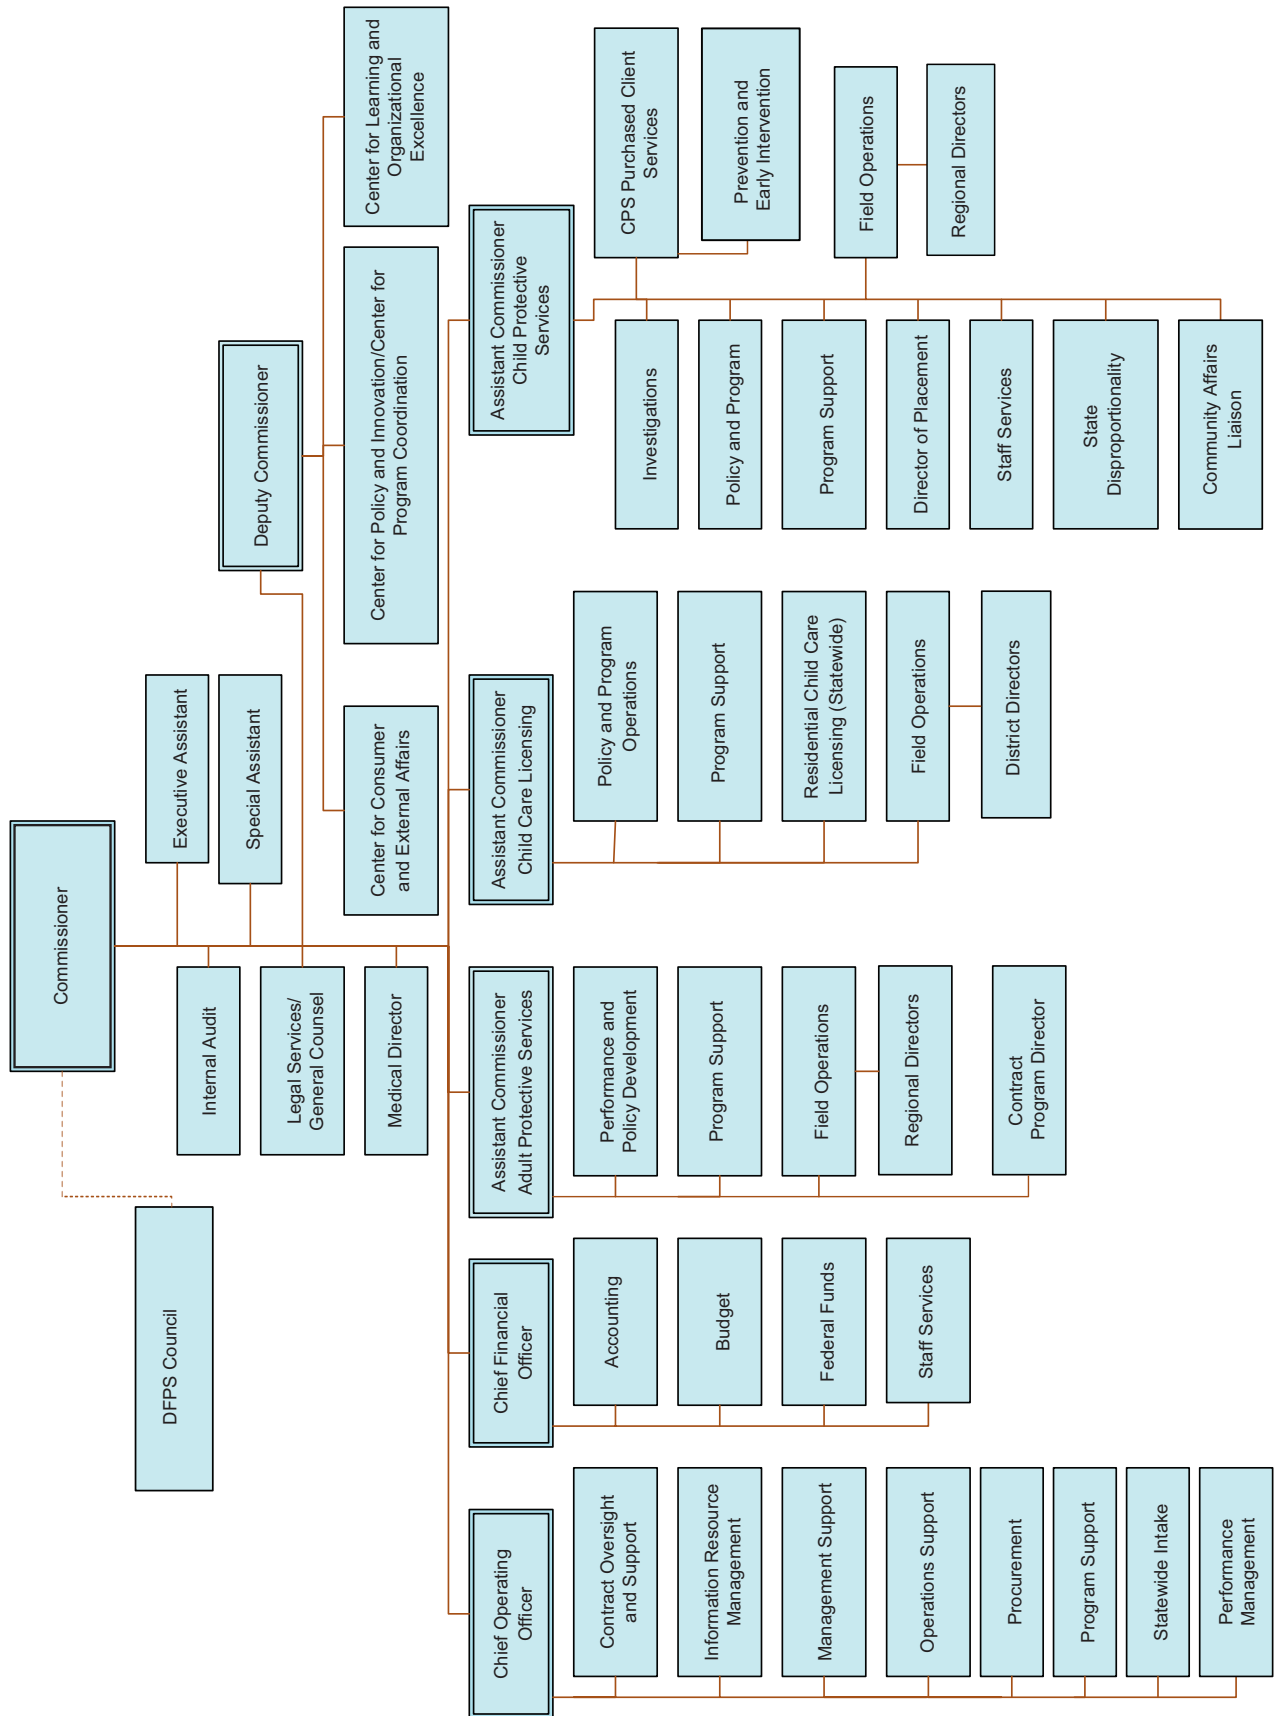 Commissioner
DFPS Council
Executive Assistant
Special Assistant
Internal Audit
Legal Services/
General Counsel
Medical Director
Deputy Commissioner
Center for Consumer
and External Affairs
Center for Policy and Innovation/Center for
Program Coordination
Center for Learning and
Organizational
Excellence
Chief Operating
Officer
Contract Oversight
and Support
Information Resource
Management
Management Support
Operations Support
Procurement
Program Support
Statewide Intake
Performance
Management
Chief Financial
Officer
Accounting
Budget
Federal Funds
Staff Services
Assistant Commissioner
Adult Protective Services
Performance and
Policy Development
Program Support
Field Operations
Regional Directors
Contract
Program Director
Assistant Commissioner
Child Care Licensing
Policy and Program
Operations
Program Support
Residential Child Care
Licensing (Statewide)
Field Operations
District Directors
Assistant Commissioner
Child Protective
Services
Investigations
Policy and Program
Program Support
Director of Placement
Staff Services
State
Disproportionality
Community Affairs
Liaison
CPS Purchased Client
Services
Prevention and
Early Intervention
Field Operations
Regional Directors